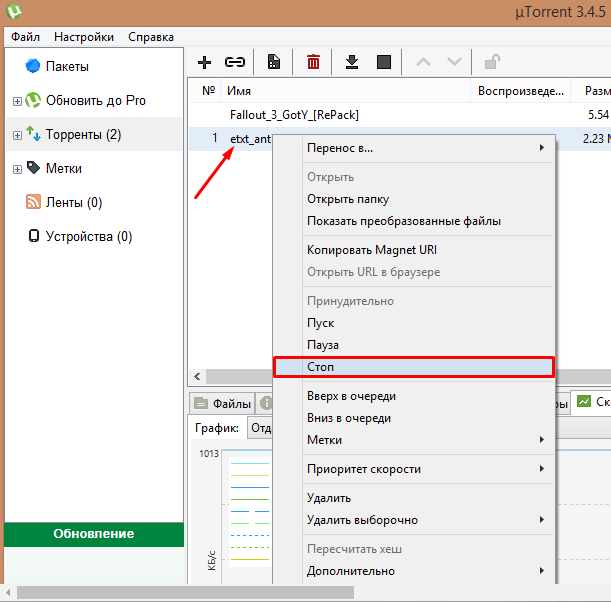 µTorrent 3.4.5
Файл Настройки Справка
Пакеты
Обновить до Pro
Торренты (2)
Метки
Ленты (0)
Устройства (0)
Обновление
№ Имя Воспроизведе... Разм
Fallout_3_GotY_[RePack] 5.54
1 etxt_ant 2.23 М
Перенос в...
Открыть
Открыть папку
Показать преобразованные файлы
Копировать Magnet URI
Открыть URL в браузере
Принудительно
Пуск
Пауза
Стоп
Вверх в очереди
Вниз в очереди
Метки
Приоритет скорости
Удалить
Удалить выборочно
Пересчитать хеш
Дополнительно
Файлы ры Ск
График: Отд
1013
КБ/с